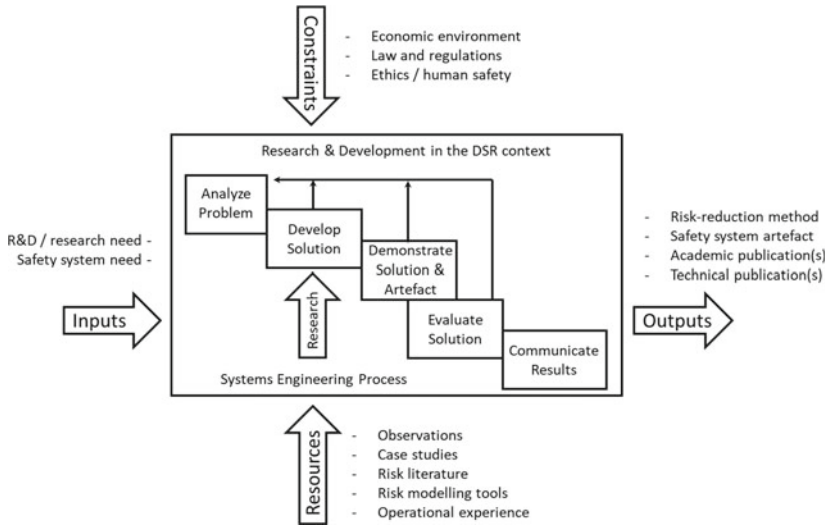 Constraints
- Economic environment
- Law and regulations
- Ethics / human safety
Research & Development in the DSR context
Analyze
Problem
Develop
Solution
Demonstrate
Solution &
Artefact
Evaluate
Solution
Communicate
Results
Research
Systems Engineering Process
R&D / research need -
Safety system need -
Inputs
- Risk-reduction method
- Safety system artefact
- Academic publication(s)
- Technical publication(s)
Outputs
Resources
- Observations
- Case studies
- Risk literature
- Risk modelling tools
- Operational experience